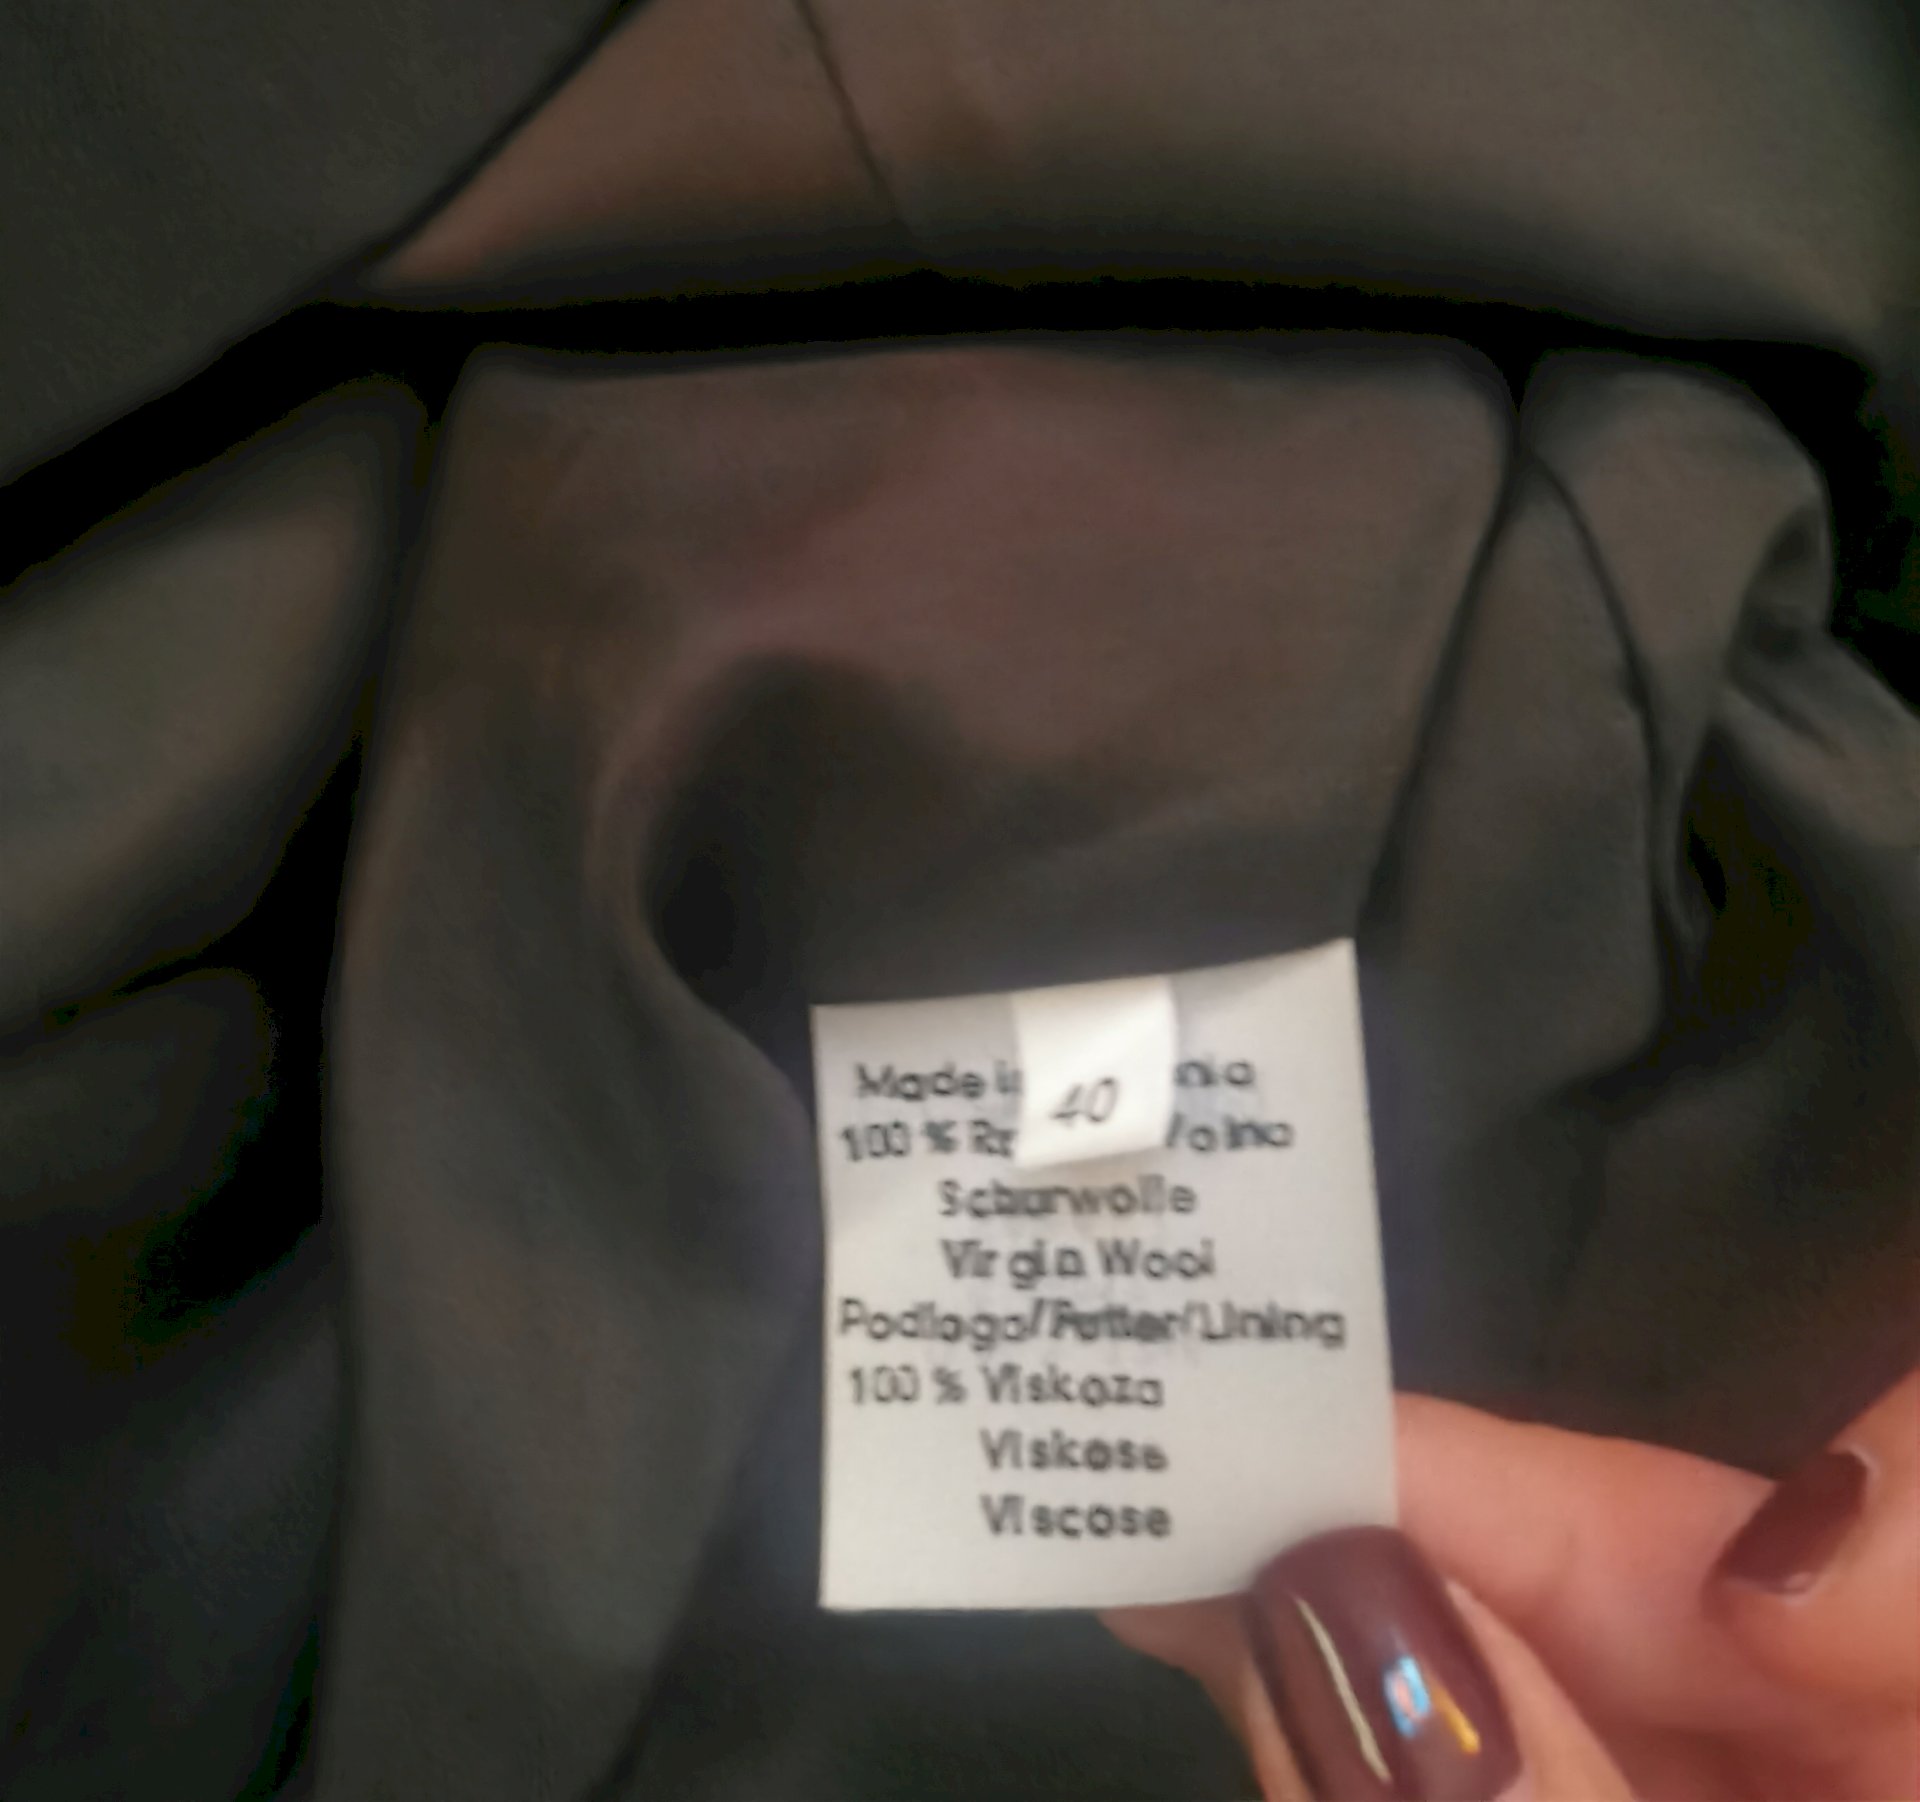 Made in
40
100 %
Schurwolle
Virgin Wool
Podloga/Futter/Lining
100 % Viskoza
Viskose
Viscose